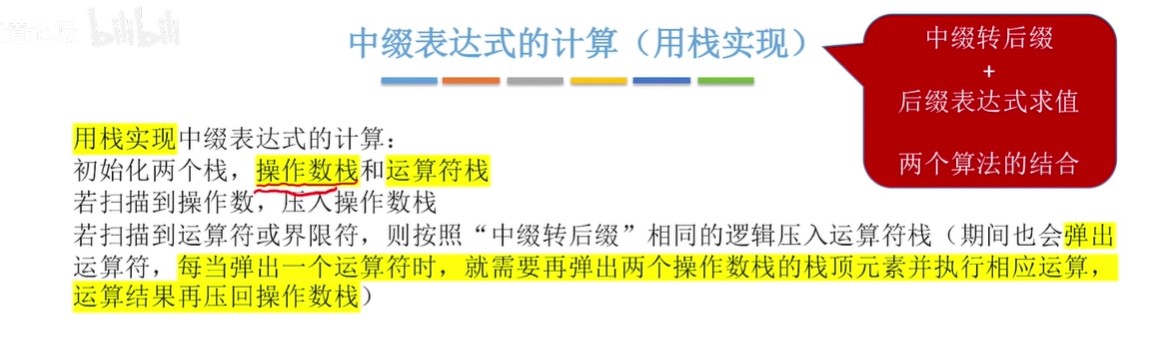 bilibili
中缀表达式的计算（用栈实现）
中缀转后缀
+
后缀表达式求值
两个算法的结合
用栈实现中缀表达式的计算：
初始化两个栈，操作数栈和运算符栈
若扫描到操作数，压入操作数栈
若扫描到运算符或界限符，则按照“中缀转后缀”相同的逻辑压入运算符栈（期间也会弹出
运算符，每当弹出一个运算符时，就需要再弹出两个操作数栈的栈顶元素并执行相应运算，
运算结果再压回操作数栈）